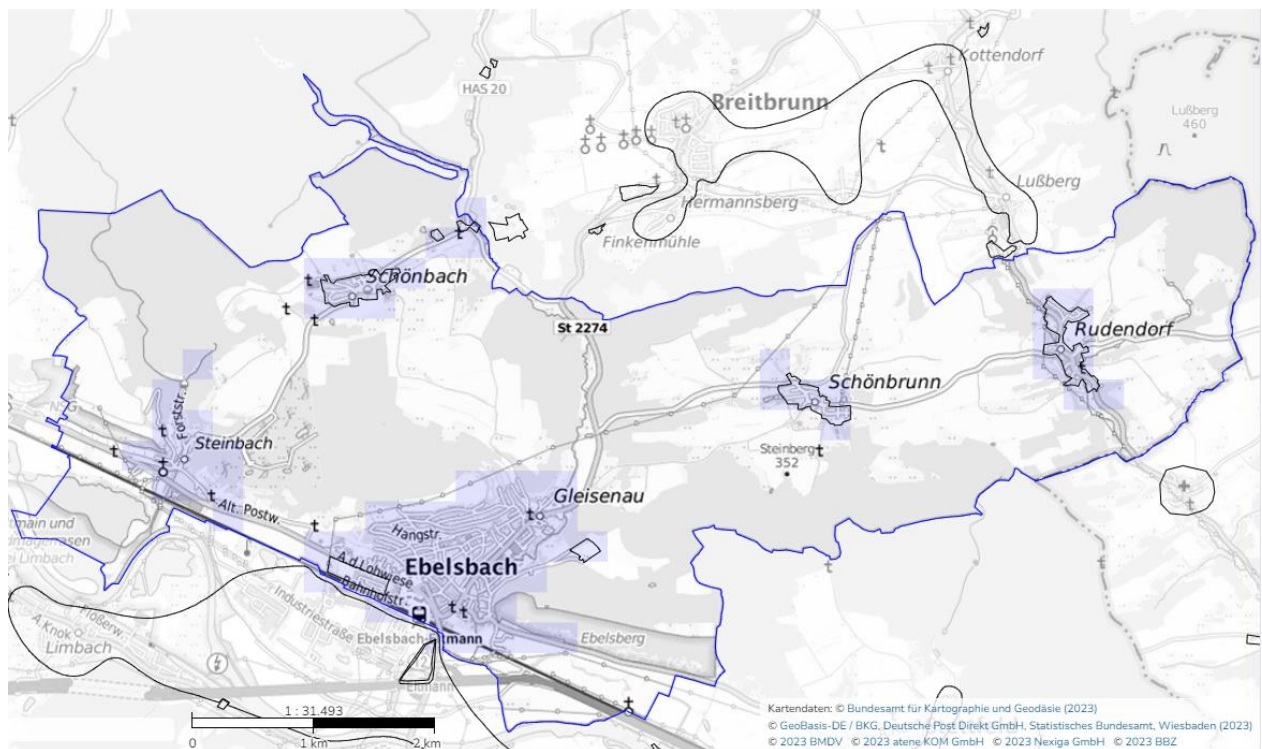 Kottendorf
HAS 20
Breitbrunn
Lußberg
460
Lußberg
Hermannsberg
Finkenmühle
Schönbach
St 2274
Rudendorf
Schönbrunn
Forststr.
Steinbach
Steinberg
352
Gleisenau
Alt. Postw.
Hangstr.
A.d.Lohwiese
Ebelsbach
Bahnhofstr.
Industriestraße
Ebelsberg
A.Knok
Limbach
Eltmann
1 : 31.493
0 1 km 2 km
Kartendaten: © Bundesamt für Kartographie und Geodäsie (2023)
© GeoBasis-DE / BKG, Deutsche Post Direkt GmbH, Statistisches Bundesamt, Wiesbaden (2023)
© 2023 BMDV © 2023 atene KOM GmbH © 2023 Nexiga GmbH © 2023 BBZ